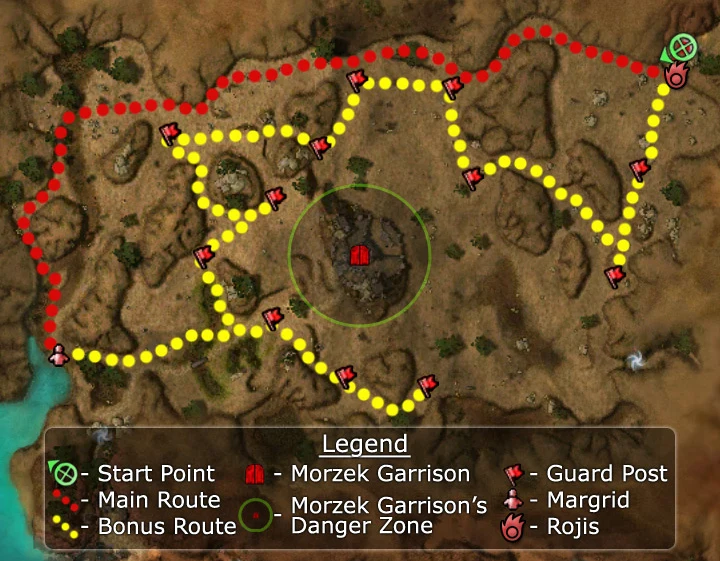 Legend
- Start Point
- Main Route
- Bonus Route
- Morzek Garrison
- Morzek Garrison's
Danger Zone
- Guard Post
- Margrid
- Rojis